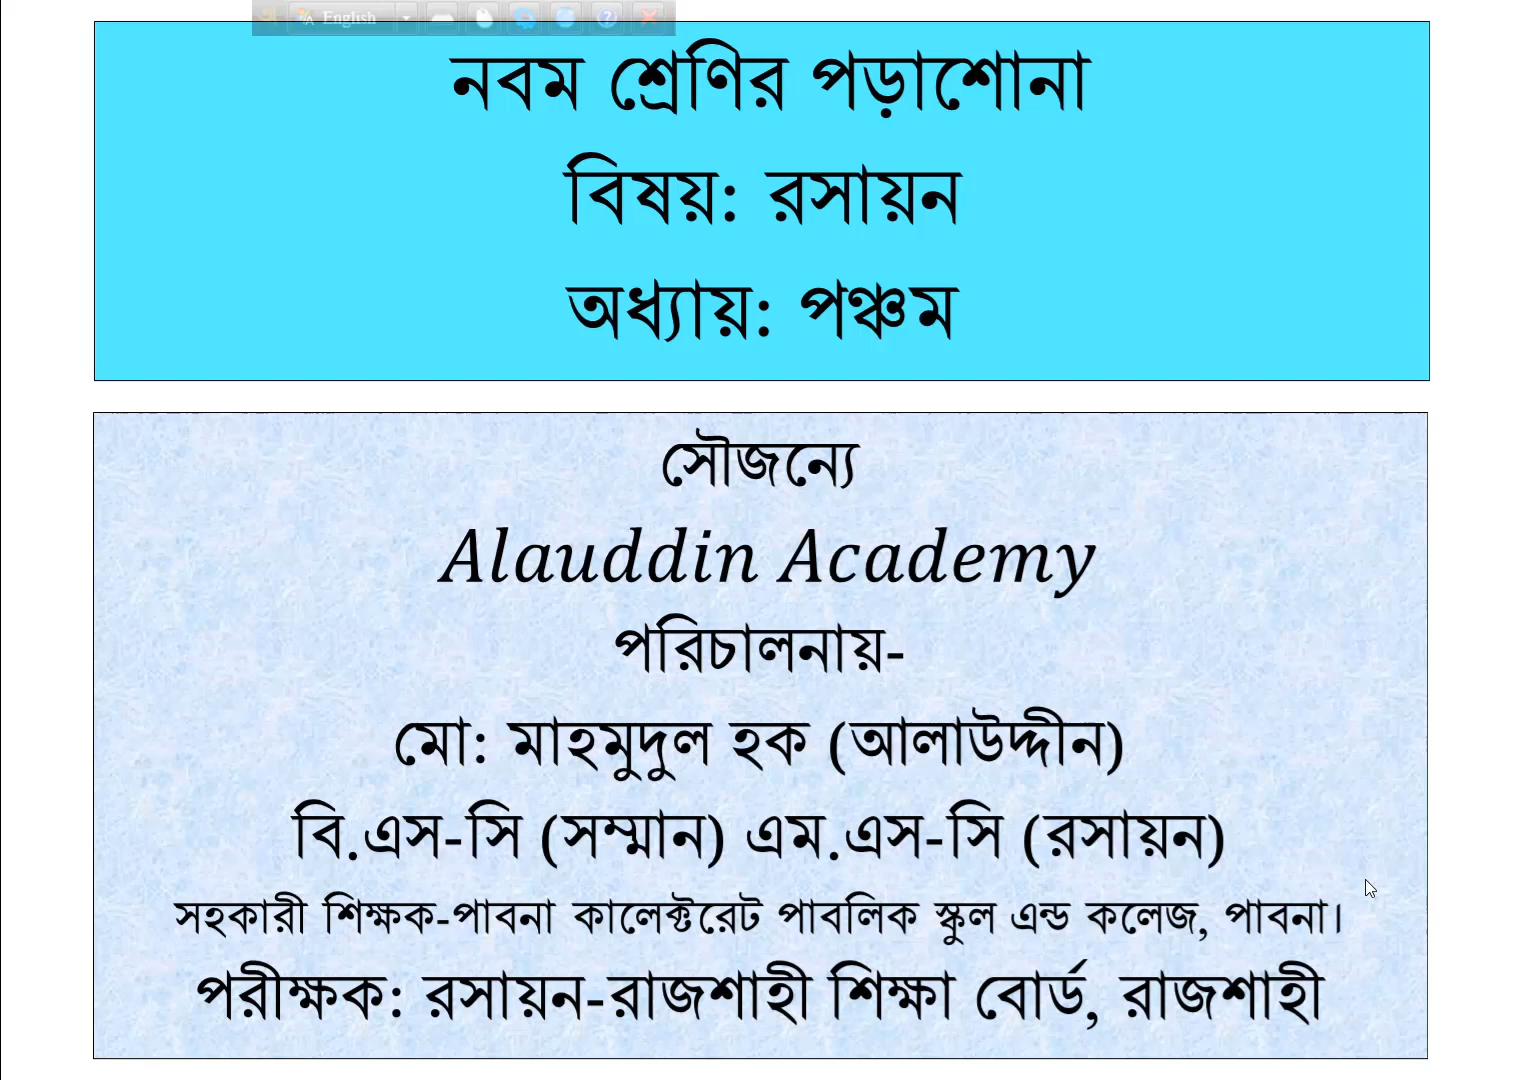 English
নবম শ্রেণির পড়াশোনা
বিষয়: রসায়ন
অধ্যায়: পঞ্চম
সৌজন্যে
Alauddin Academy
পরিচালনায়-
মো: মাহমুদুল হক (আলাউদ্দীন)
বি.এস-সি (সম্মান) এম.এস-সি (রসায়ন)
সহকারী শিক্ষক-পাবনা কালেক্টরেট পাবলিক স্কুল এন্ড কলেজ, পাবনা।
পরীক্ষক: রসায়ন-রাজশাহী শিক্ষা বোর্ড, রাজশাহী